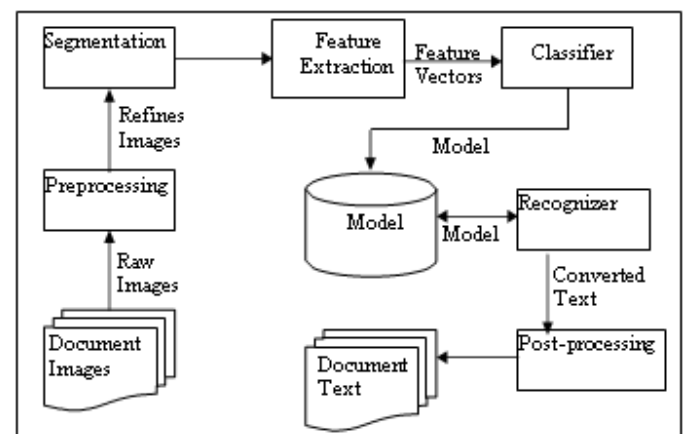 Segmentation
Feature
Extraction
Feature
Vectors
Classifier
Refines
Images
Model
Preprocessing
Model
Model
Recognizer
Raw
Images
Converted
Text
Document
Images
Document
Text
Post-processing